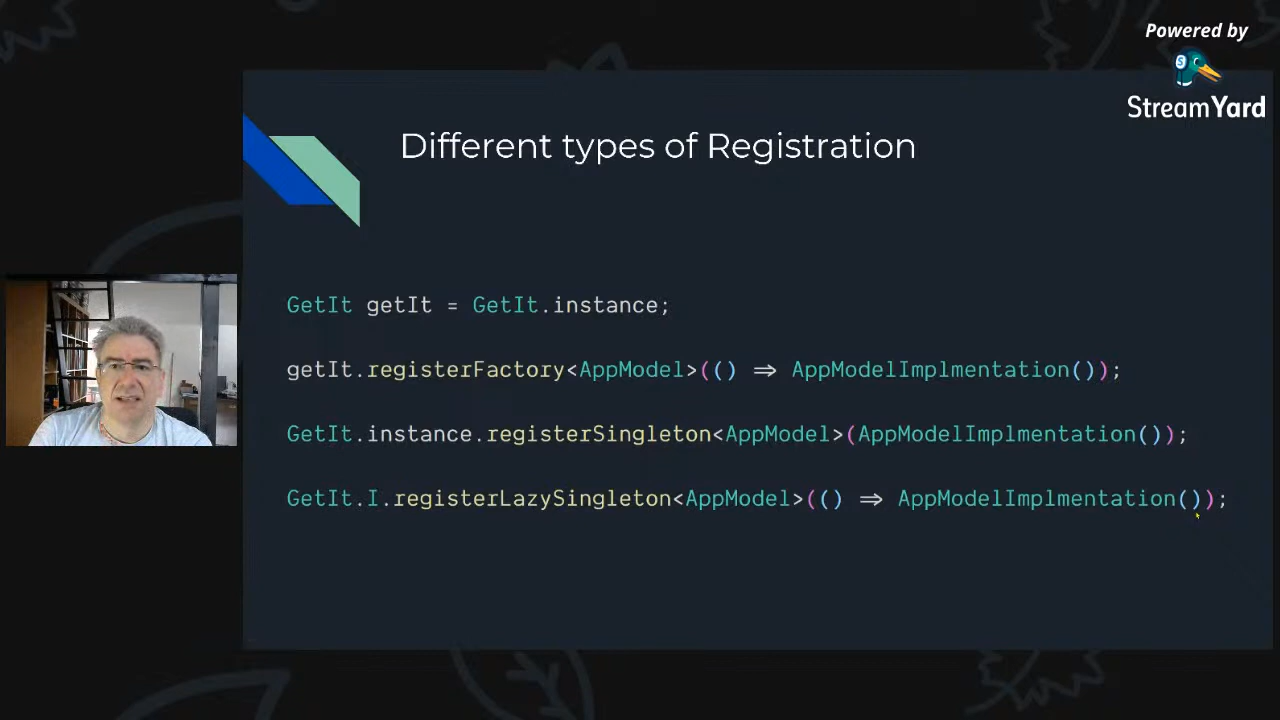 Powered by
StreamYard
Different types of Registration
GetIt getIt = GetIt.instance;
getIt.registerFactory<AppModel>(() => AppModelImplmentation());
GetIt.instance.registerSingleton<AppModel>(AppModelImplmentation());
GetIt.I.registerLazySingleton<AppModel>(() => AppModelImplmentation());